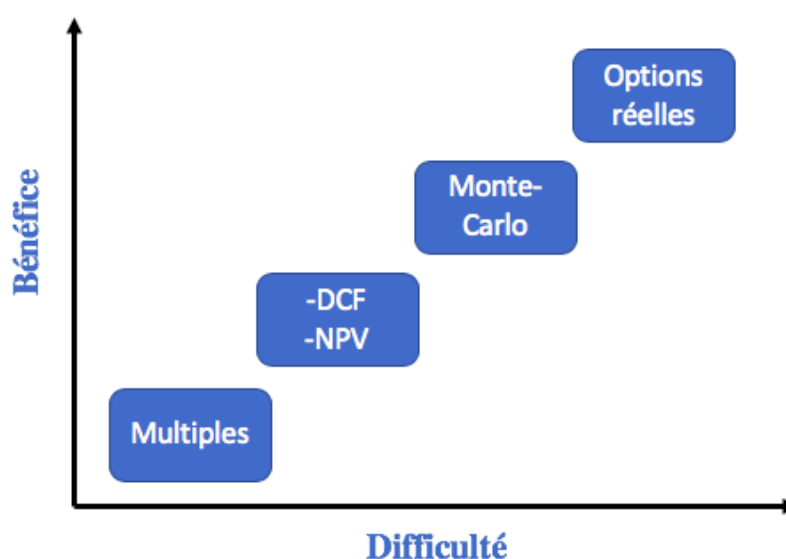 Options
réelles
Monte-
Carlo
-DCF
-NPV
Multiples
Bénéfice
Difficulté